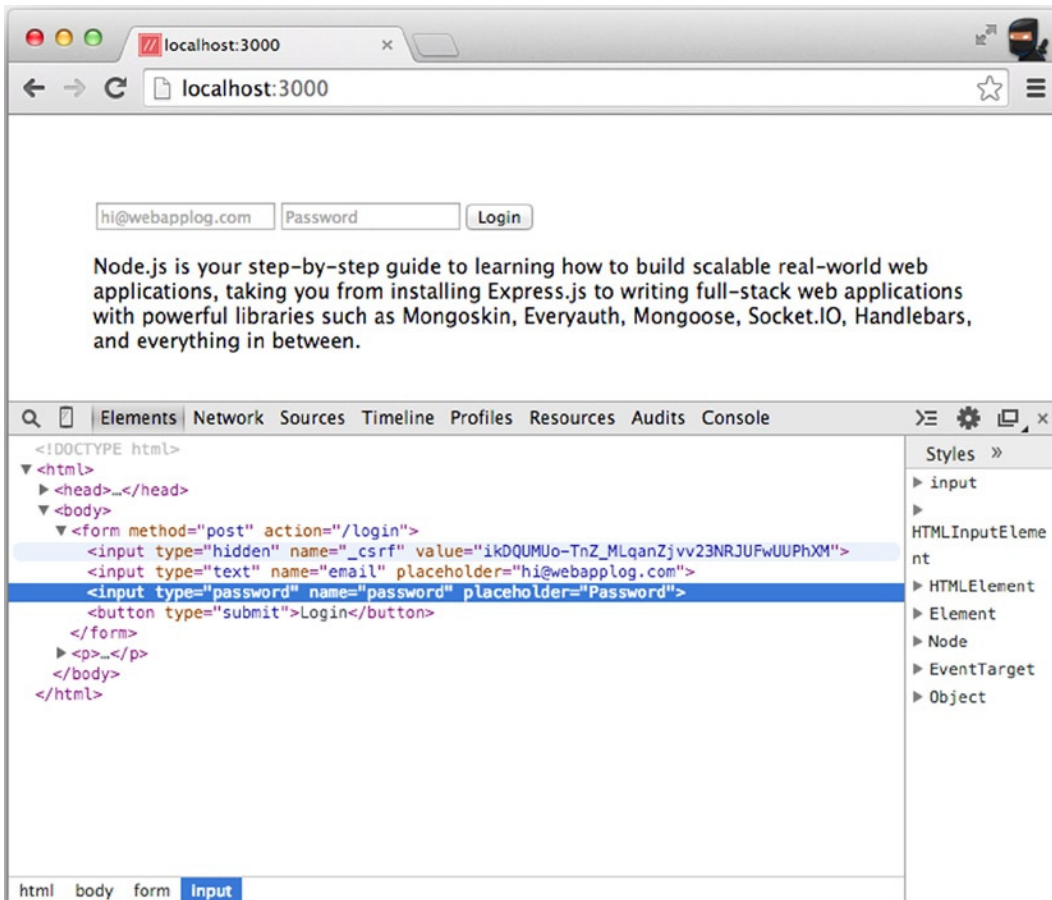 localhost:3000
localhost:3000
hi@webapplog.com Password Login
Node.js is your step-by-step guide to learning how to build scalable real-world web
applications, taking you from installing Express.js to writing full-stack web applications
with powerful libraries such as Mongoskin, Everyauth, Mongoose, Socket.IO, Handlebars,
and everything in between.
Elements Network Sources Timeline Profiles Resources Audits Console
<!DOCTYPE html>
<html>
<head>…</head>
<body>
<form method="post" action="/login">
<input type="hidden" name="_csrf" value="ikDQUMUo-TnZ_MLqanZjvv23NRJUFwUUPhXM">
<input type="text" name="email" placeholder="hi@webapplog.com">
<input type="password" name="password" placeholder="Password">
<button type="submit">Login</button>
</form>
<p>…</p>
</body>
</html>
Styles »
input
HTMLInputEleme
nt
HTMLElement
Element
Node
EventTarget
Object
html body form input